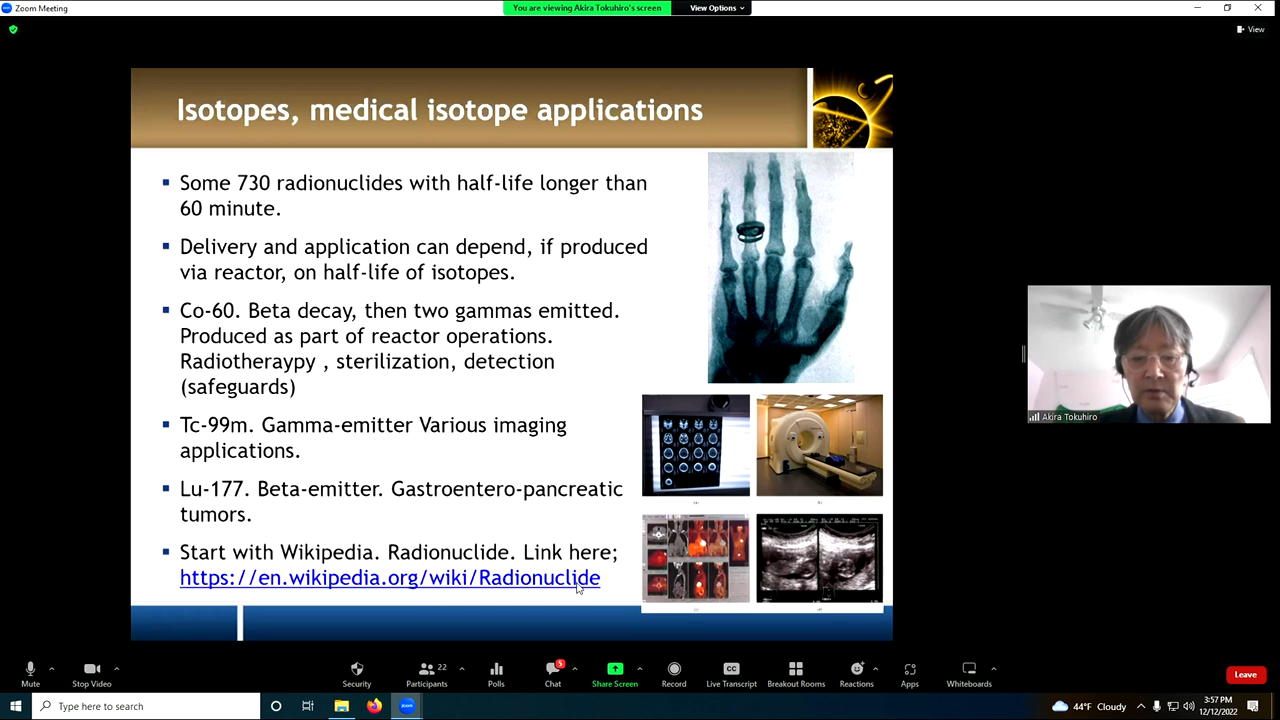 Zoom Meeting
You are viewing Akira Tokuhiro's screen
View Options
View
Isotopes, medical isotope applications
Some 730 radionuclides with half-life longer than
60 minute.
Delivery and application can depend, if produced
via reactor, on half-life of isotopes.
Co-60. Beta decay, then two gammas emitted.
Produced as part of reactor operations.
Radiotheraypy , sterilization, detection
(safeguards)
Tc-99m. Gamma-emitter Various imaging
applications.
Lu-177. Beta-emitter. Gastroentero-pancreatic
tumors.
Start with Wikipedia. Radionuclide. Link here;
https://en.wikipedia.org/wiki/Radionuclide
Akira Tokuhiro
Mute
Stop Video
Security
Participants 22
Polls
Chat 5
Share Screen
Record
Live Transcript
Breakout Rooms
Reactions
Apps
Whiteboards
Leave
Type here to search
44°F Cloudy
3:57 PM
12/12/2022